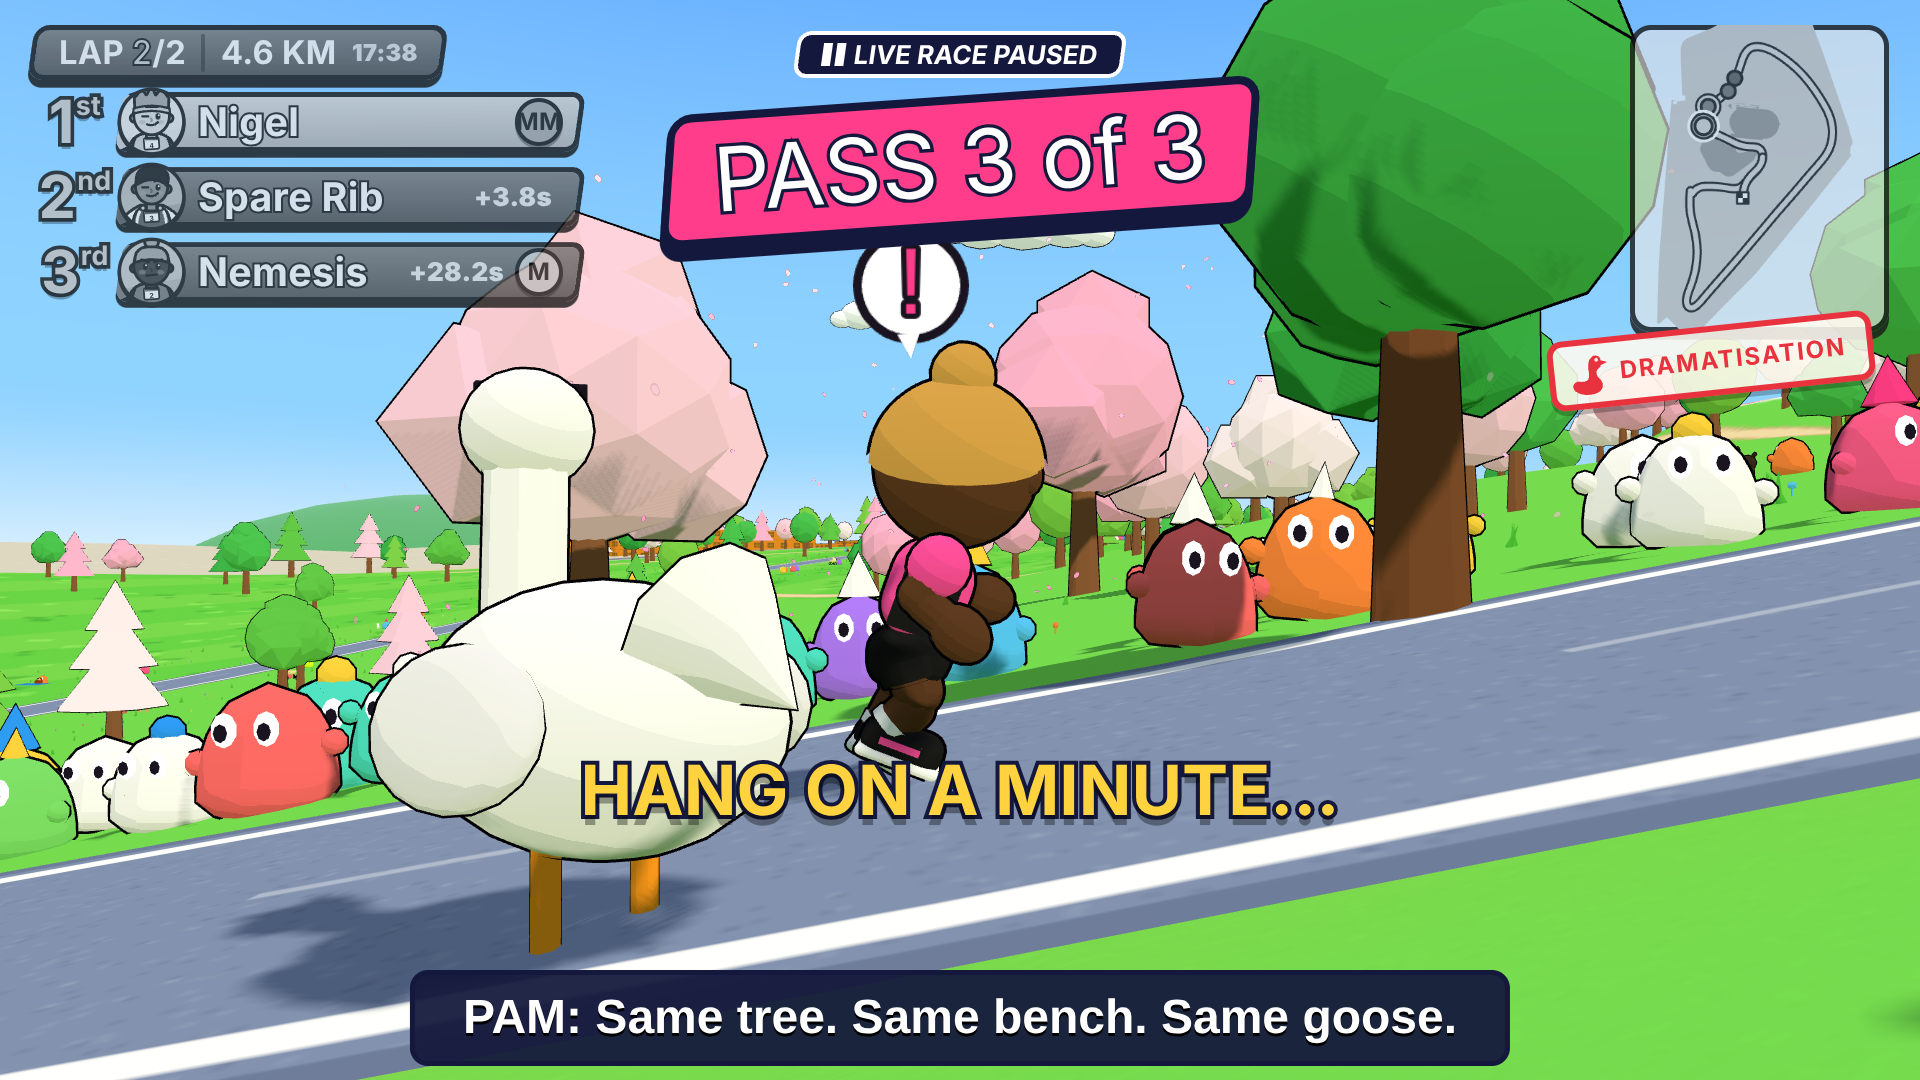 LAP 2/2 4.6 KM 17:38
LIVE RACE PAUSED
1st Nigel MM
2nd Spare Rib +3.8s
3rd Nemesis +28.2s M
PASS 3 of 3
!
DRAMATISATION
HANG ON A MINUTE...
PAM: Same tree. Same bench. Same goose.